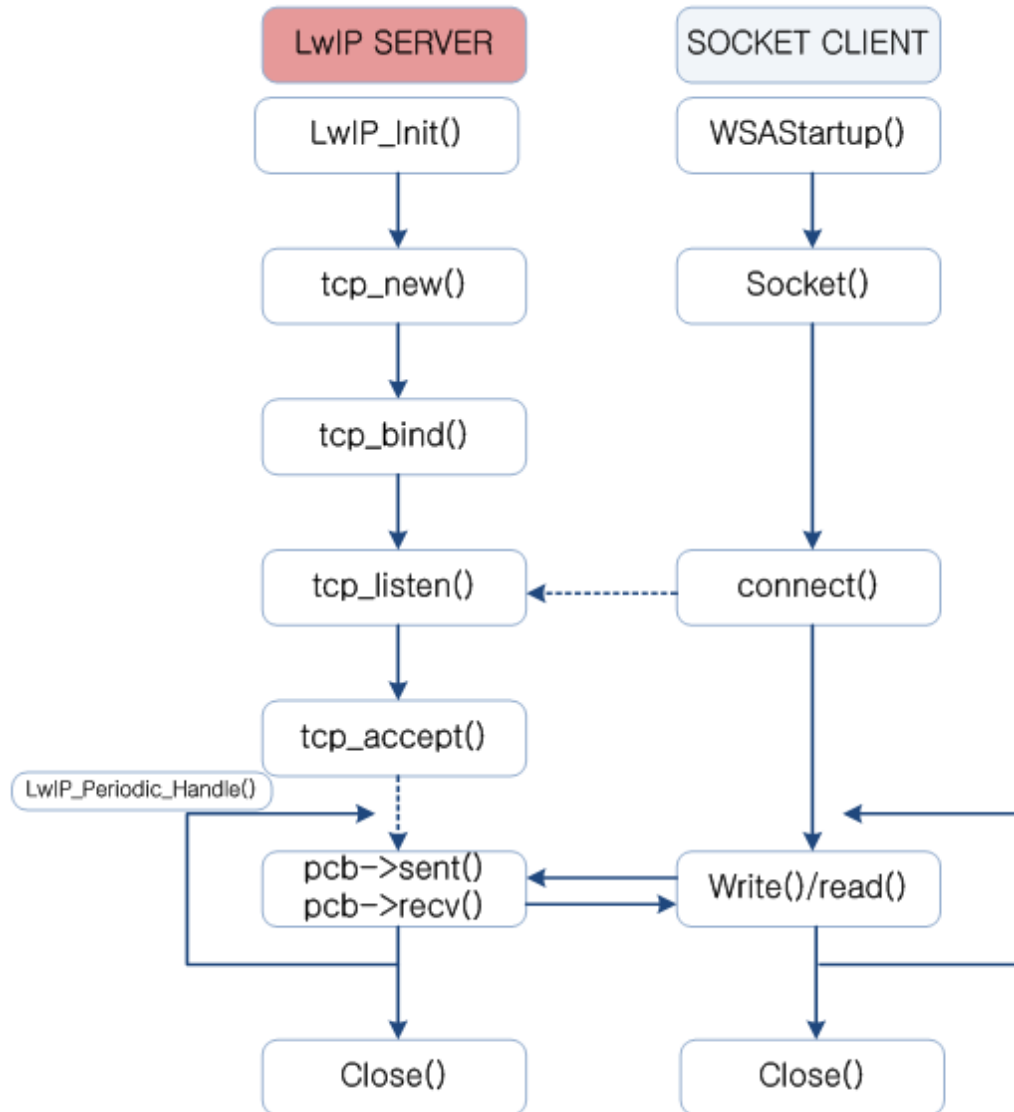 LwIP SERVER
SOCKET CLIENT
LwIP_Init()
WSAStartup()
tcp_new()
Socket()
tcp_bind()
tcp_listen()
connect()
tcp_accept()
LwIP_Periodic_Handle()
pcb->sent()
pcb->recv()
Write()/read()
Close()
Close()